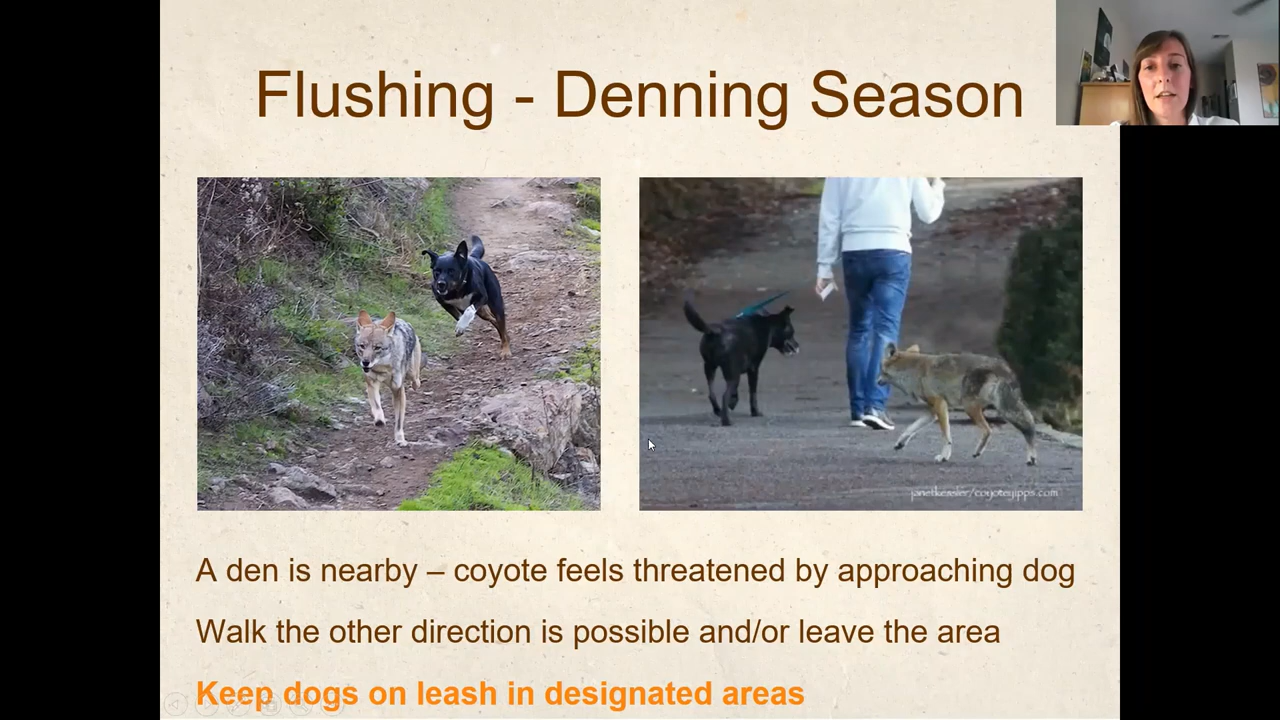 Flushing - Denning Season
janetkessler/coyoteyipps.com
A den is nearby – coyote feels threatened by approaching dog
Walk the other direction is possible and/or leave the area
Keep dogs on leash in designated areas